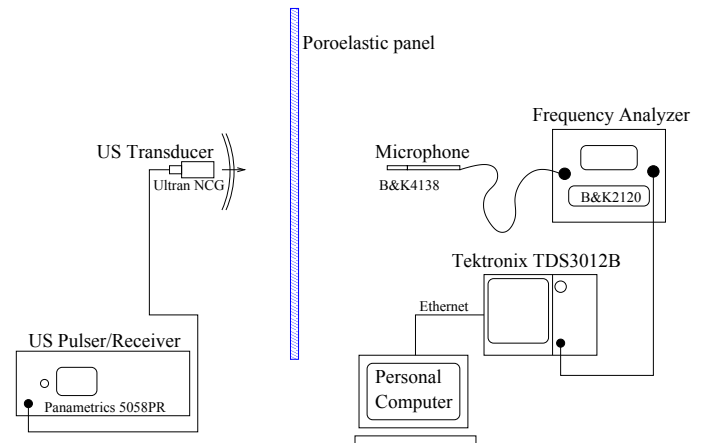 Poroelastic panel
Frequency Analyzer
US Transducer
Microphone
Ultran NCG
B&K4138
B&K2120
Tektronix TDS3012B
Ethernet
US Pulser/Receiver
Personal
Computer
Panametrics 5058PR